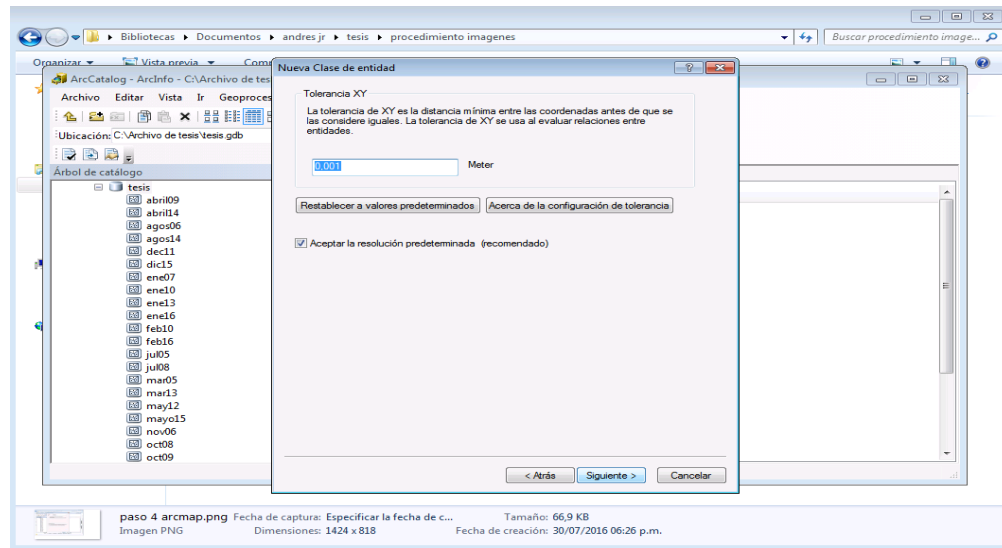 Bibliotecas ▸ Documentos ▸ andres jr ▸ tesis ▸ procedimiento imagenes
Buscar procedimiento image...
Organizar
Vista previa
ArcCatalog - ArcInfo - C:\Archivo de tes
Archivo Editar Vista Ir Geoproces
Ubicación: C:\Archivo de tesis\tesis.gdb
Árbol de catálogo
tesis
abril09
abril14
agos06
agos14
dec11
dic15
ene07
ene10
ene13
ene16
feb10
feb16
jul05
jul08
mar05
mar13
may12
mayo15
nov06
oct08
oct09
Nueva Clase de entidad
Tolerancia XY
La tolerancia de XY es la distancia mínima entre las coordenadas antes de que se
las considere iguales. La tolerancia de XY se usa al evaluar relaciones entre
entidades.
0,001 Meter
Restablecer a valores predeterminados Acerca de la configuración de tolerancia
Aceptar la resolución predeterminada (recomendado)
< Atrás Siguiente > Cancelar
paso 4 arcmap.png Fecha de captura: Especificar la fecha de c... Tamaño: 66,9 KB
Imagen PNG Dimensiones: 1424 x 818 Fecha de creación: 30/07/2016 06:26 p.m.